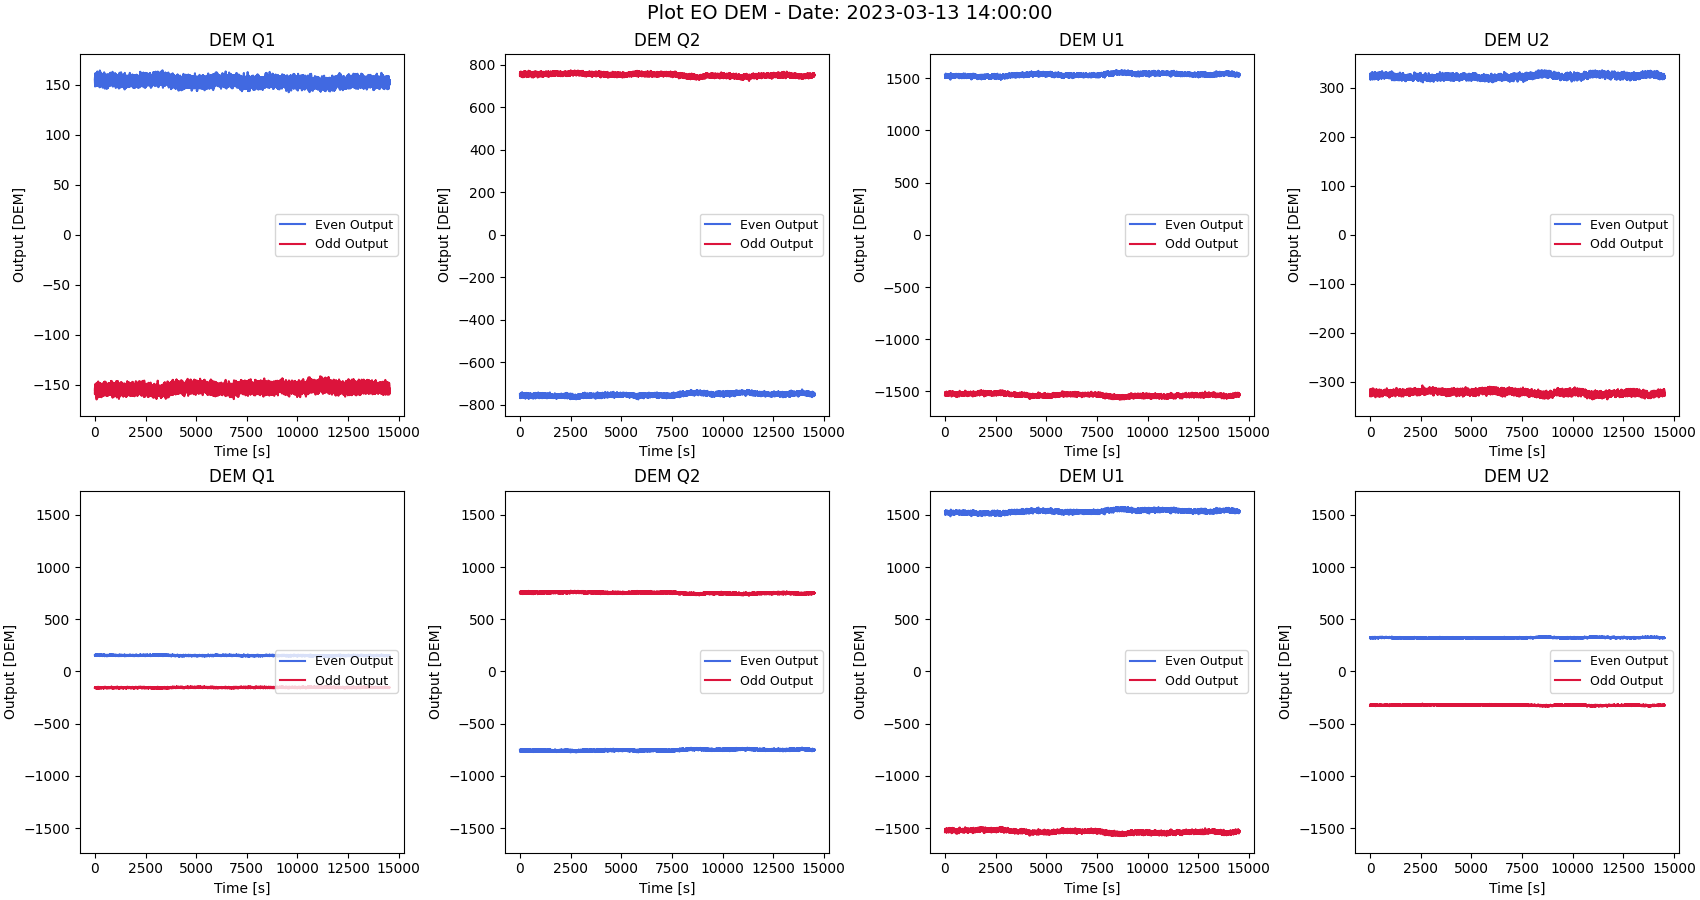 Plot EO DEM - Date: 2023-03-13 14:00:00
DEM Q1
Output [DEM]
150
100
50
0
−50
−100
−150
Even Output
Odd Output
0 2500 5000 7500 10000 12500 15000
Time [s]
DEM Q2
Output [DEM]
800
600
400
200
0
−200
−400
−600
−800
Even Output
Odd Output
0 2500 5000 7500 10000 12500 15000
Time [s]
DEM U1
Output [DEM]
1500
1000
500
0
−500
−1000
−1500
Even Output
Odd Output
0 2500 5000 7500 10000 12500 15000
Time [s]
DEM U2
Output [DEM]
300
200
100
0
−100
−200
−300
Even Output
Odd Output
0 2500 5000 7500 10000 12500 15000
Time [s]
DEM Q1
Output [DEM]
1500
1000
500
0
−500
−1000
−1500
Even Output
Odd Output
0 2500 5000 7500 10000 12500 15000
Time [s]
DEM Q2
Output [DEM]
1500
1000
500
0
−500
−1000
−1500
Even Output
Odd Output
0 2500 5000 7500 10000 12500 15000
Time [s]
DEM U1
Output [DEM]
1500
1000
500
0
−500
−1000
−1500
Even Output
Odd Output
0 2500 5000 7500 10000 12500 15000
Time [s]
DEM U2
Output [DEM]
1500
1000
500
0
−500
−1000
−1500
Even Output
Odd Output
0 2500 5000 7500 10000 12500 15000
Time [s]